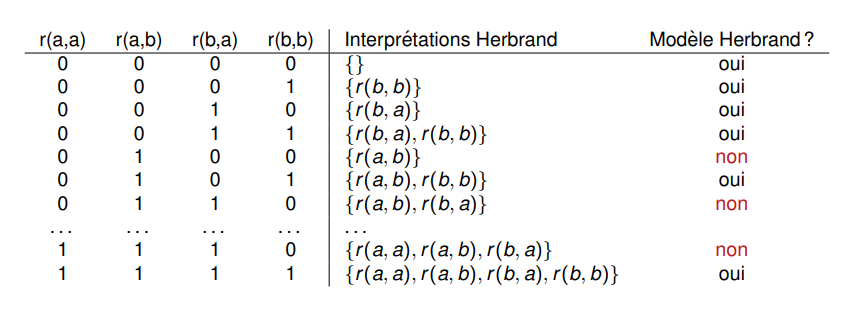 r(a,a) r(a,b) r(b,a) r(b,b) Interprétations Herbrand Modèle Herbrand ?
0 0 0 0 {} oui
0 0 0 1 {r(b, b)} oui
0 0 1 0 {r(b, a)} oui
0 0 1 1 {r(b, a), r(b, b)} oui
0 1 0 0 {r(a, b)} non
0 1 0 1 {r(a, b), r(b, b)} oui
0 1 1 0 {r(a, b), r(b, a)} non
... ... ... ... ...
1 1 1 0 {r(a, a), r(a, b), r(b, a)} non
1 1 1 1 {r(a, a), r(a, b), r(b, a), r(b, b)} oui